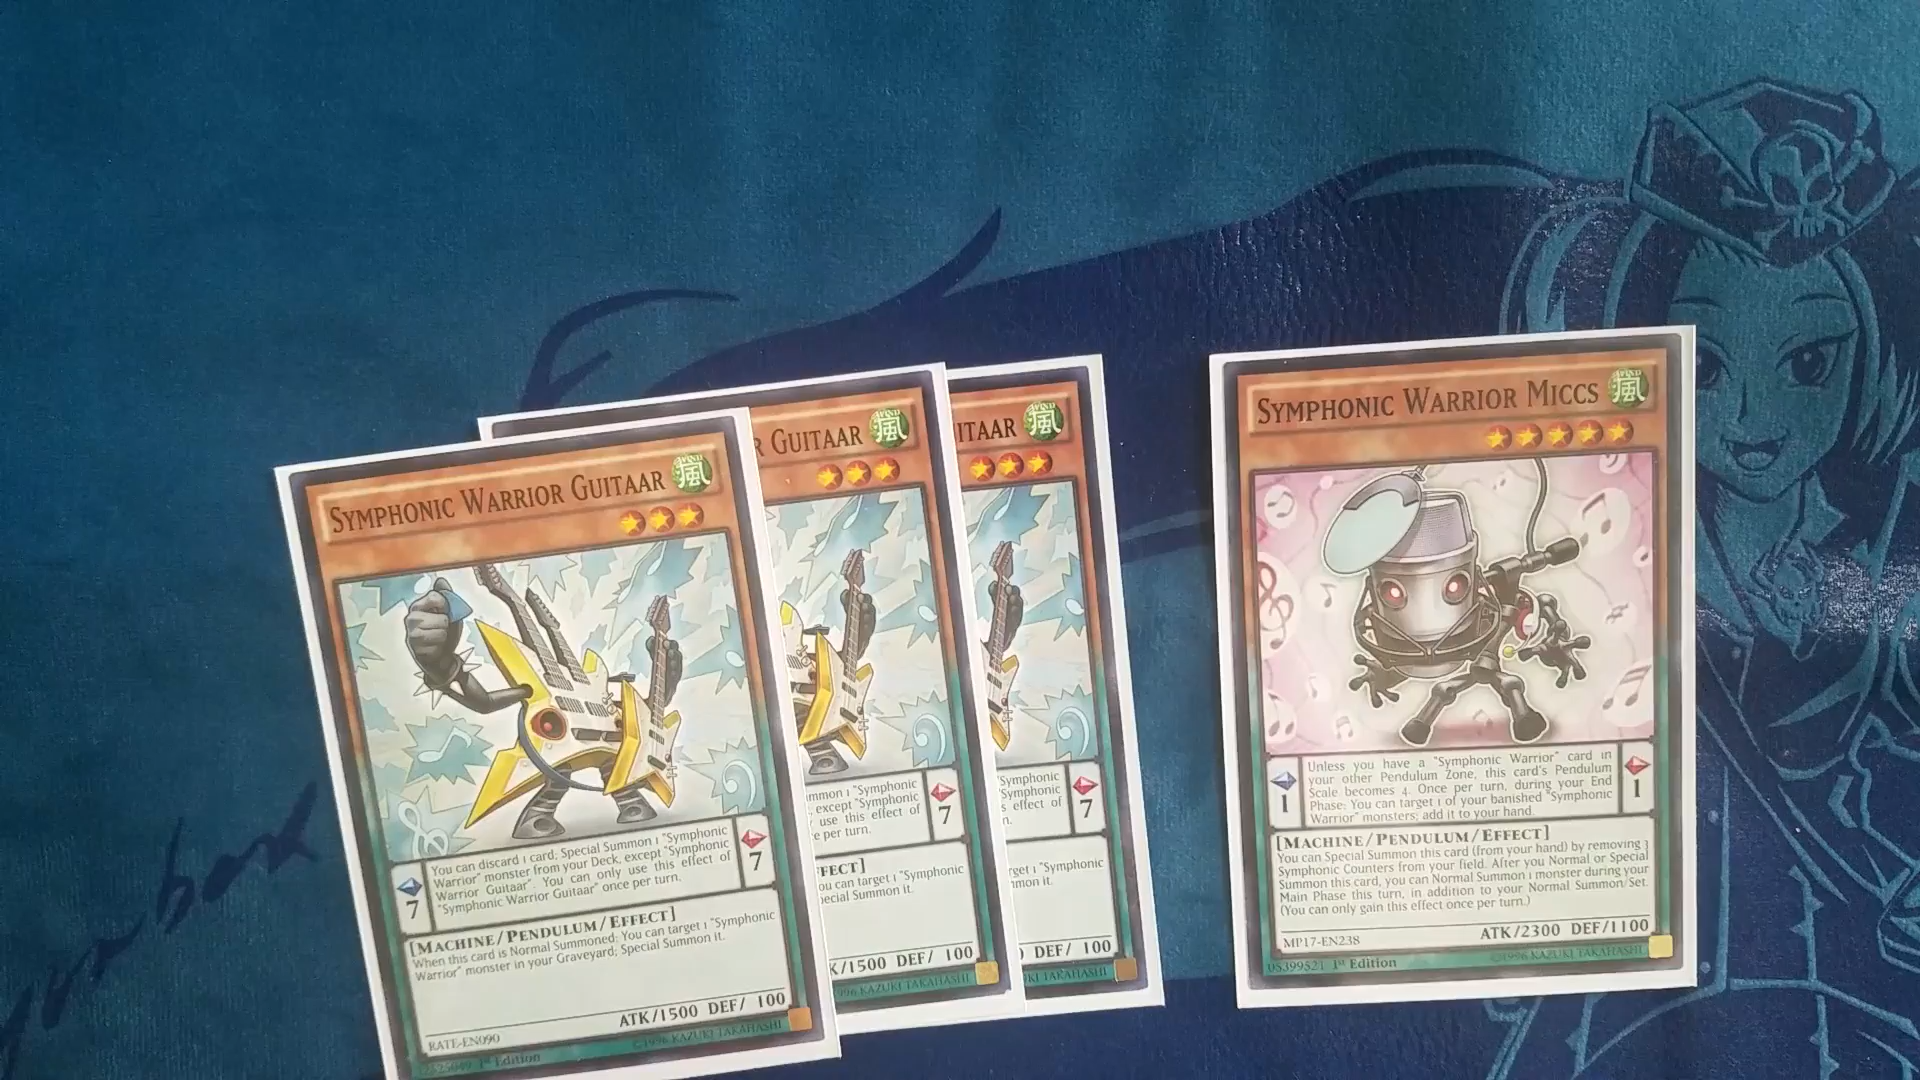 SYMPHONIC WARRIOR GUITAAR
WIND
風
You can discard 1 card; Special Summon 1 "Symphonic
Warrior" monster from your Deck, except "Symphonic
Warrior Guitaar". You can only use this effect of
"Symphonic Warrior Guitaar" once per turn.
7
7
[MACHINE/PENDULUM/EFFECT]
When this card is Normal Summoned: You can target 1 "Symphonic
Warrior" monster in your Graveyard; Special Summon it.
ATK/1500 DEF/ 100
RATE-EN090
1st Edition
©1996 KAZUKI TAKAHASHI
R GUITAAR
WIND
風
mmon 1 "Symphonic
, except "Symphonic
use this effect of
e per turn.
7
FFECT]
ou can target 1 "Symphonic
pecial Summon it.
K/1500 DEF/ 100
996 KAZUKI TAKAHASHI
ITAAR
WIND
風
"Symphonic
"Symphonic
s effect of
n.
7
rget 1 "Symphonic
mmon it.
DEF/ 100
KAZUKI TAKAHASHI
SYMPHONIC WARRIOR MICCS
WIND
風
Unless you have a "Symphonic Warrior" card in
your other Pendulum Zone, this card's Pendulum
Scale becomes 4. Once per turn, during your End
Phase: You can target 1 of your banished "Symphonic
Warrior" monsters; add it to your hand.
1
1
[MACHINE/PENDULUM/EFFECT]
You can Special Summon this card (from your hand) by removing 3
Symphonic Counters from your field. After you Normal or Special
Summon this card, you can Normal Summon 1 monster during your
Main Phase this turn, in addition to your Normal Summon/Set.
(You can only gain this effect once per turn.)
ATK/2300 DEF/1100
MP17-EN238
05399521 1st Edition
©1996 KAZUKI TAKAHASHI